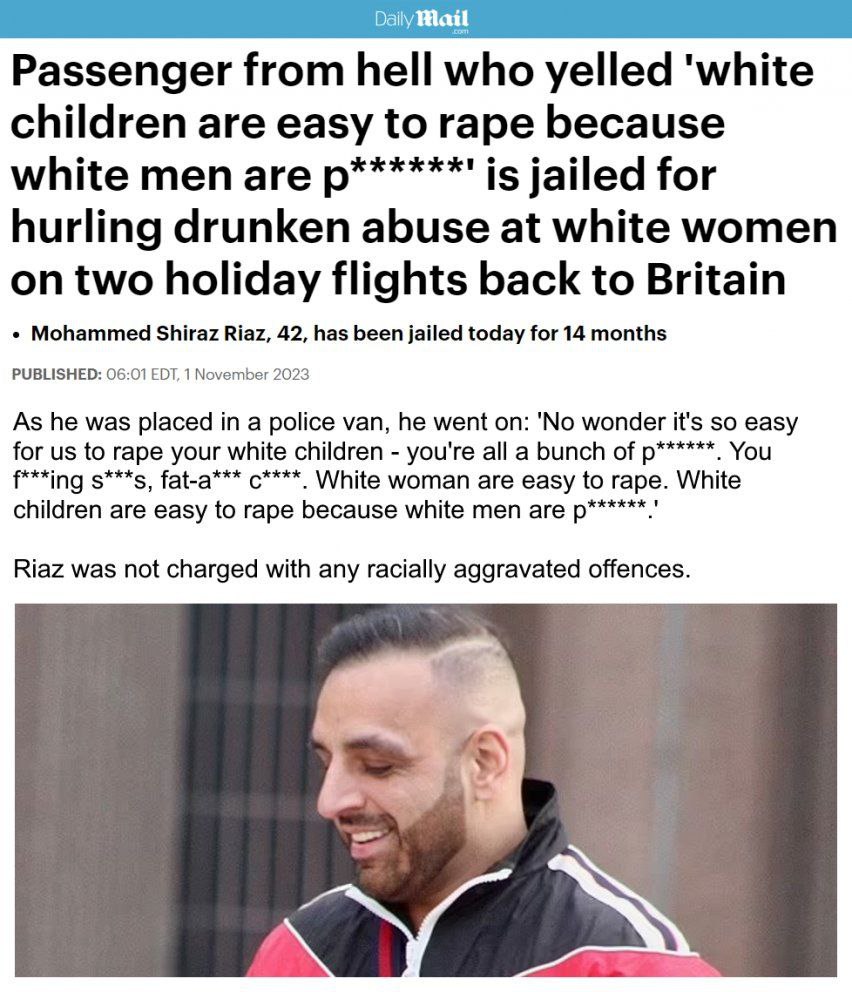 Daily Mail
.com
Passenger from hell who yelled 'white
children are easy to rape because
white men are p******' is jailed for
hurling drunken abuse at white women
on two holiday flights back to Britain
• Mohammed Shiraz Riaz, 42, has been jailed today for 14 months
PUBLISHED: 06:01 EDT, 1 November 2023
As he was placed in a police van, he went on: 'No wonder it's so easy
for us to rape your white children - you're all a bunch of p******. You
f***ing s***s, fat-a*** c****. White woman are easy to rape. White
children are easy to rape because white men are p******.'
Riaz was not charged with any racially aggravated offences.